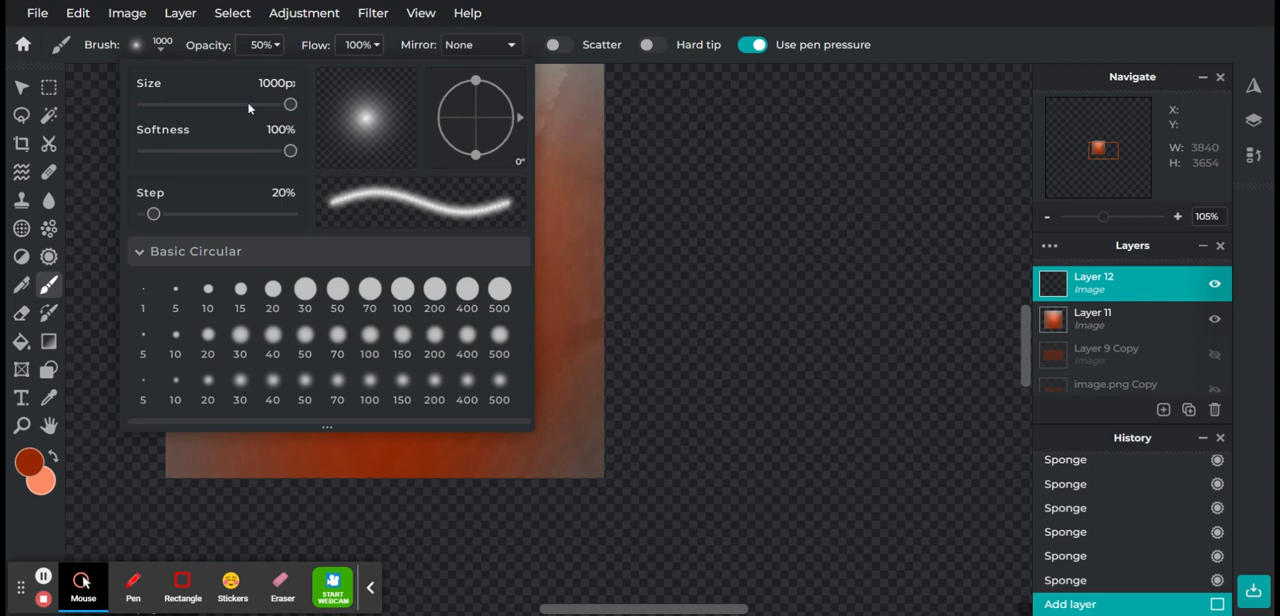 File Edit Image Layer Select Adjustment Filter View Help
Brush: 1000 Opacity: 50% Flow: 100% Mirror: None Scatter Hard tip Use pen pressure
Size 1000px
Softness 100%
0°
Step 20%
Basic Circular
1 5 10 15 20 30 50 70 100 200 400 500
5 10 20 30 40 50 70 100 150 200 400 500
5 10 20 30 40 50 70 100 150 200 400 500
Navigate
X:
Y:
W: 3840
H: 3654
- + 105%
Layers
Layer 12
Image
Layer 11
Image
Layer 9 Copy
Image
image.png Copy
History
Sponge
Sponge
Sponge
Sponge
Sponge
Sponge
Add layer
Mouse Pen Rectangle Stickers Eraser START WEBCAM